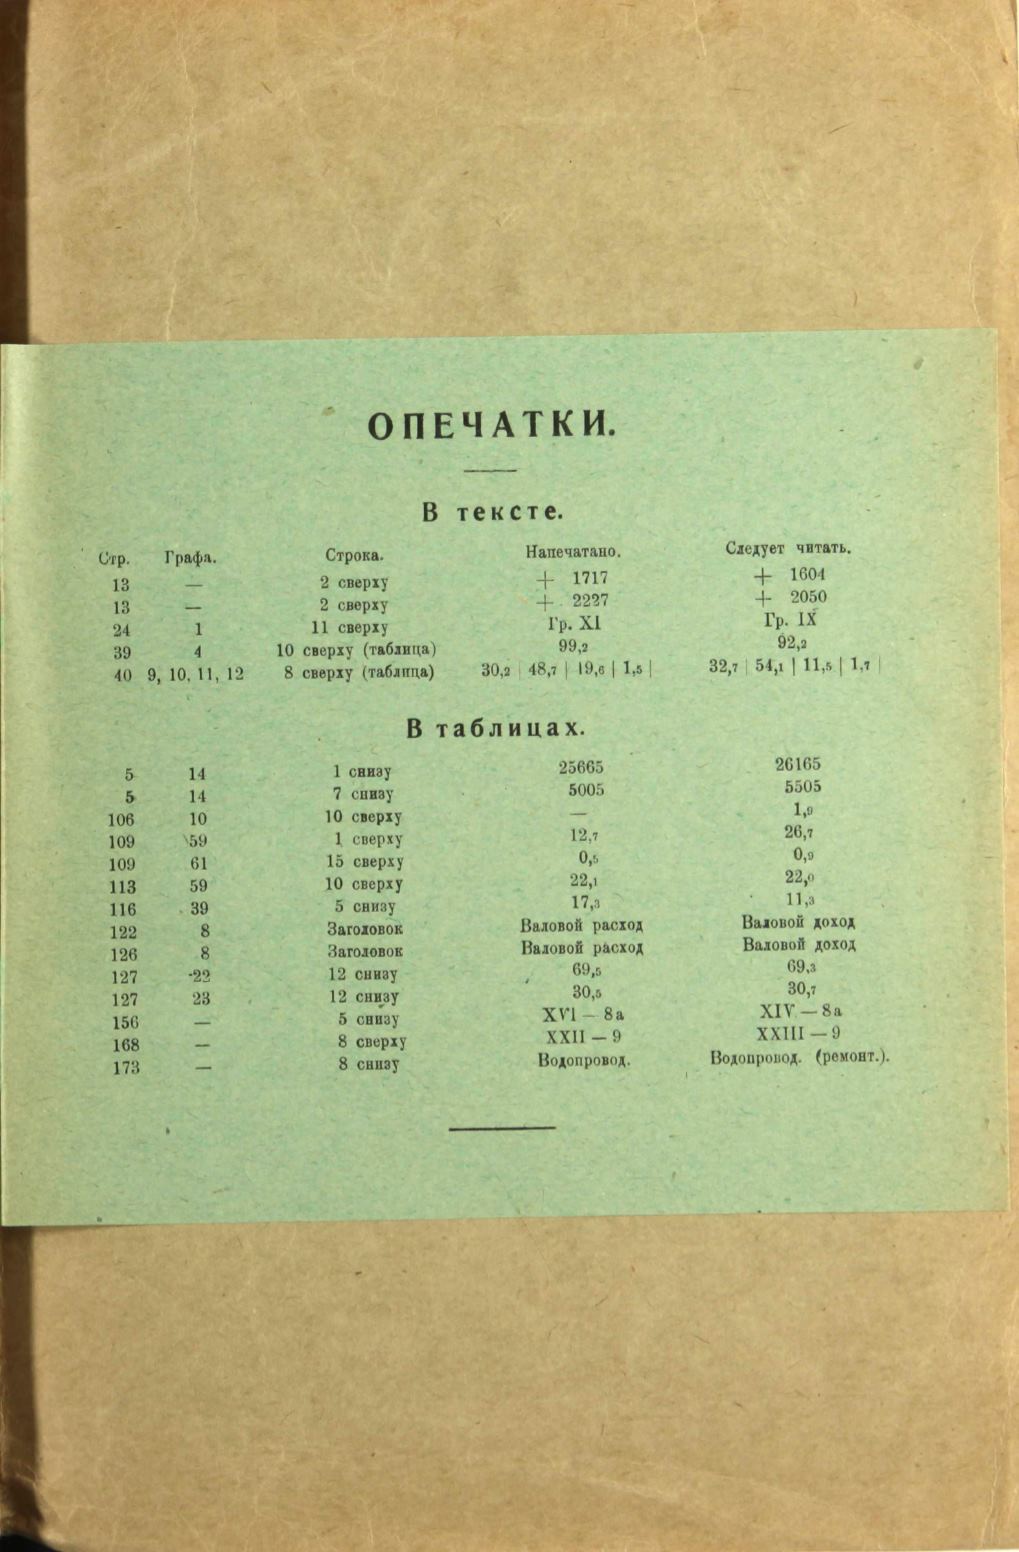 ОПЕЧАТКИ.
В тексте.
Стр. Графа. Строка. Напечатано. Следует читать.
13 — 2 сверху + 1717 + 1604
13 — 2 сверху + 2227 + 2050
24 1 11 сверху Гр. XI Гр. IX
39 4 10 сверху (таблица) 99,2 92,2
40 9, 10, 11, 12 8 сверху (таблица) 30,2 | 48,7 | 19,6 | 1,5 | 32,7 | 54,1 | 11,5 | 1,7 |
В таблицах.
5 14 1 снизу 25665 26165
5 14 7 снизу 5005 5505
106 10 10 сверху — 1,9
109 59 1 сверху 12,7 26,7
109 61 15 сверху 0,5 0,9
113 59 10 сверху 22,1 22,0
116 39 5 снизу 17,3 11,3
122 8 Заголовок Валовой расход Валовой доход
126 8 Заголовок Валовой расход Валовой доход
127 22 12 снизу 69,5 69,3
127 23 12 снизу 30,5 30,7
156 — 5 снизу XVI — 8а XIV — 8а
168 — 8 сверху XXII — 9 XXIII — 9
173 — 8 снизу Водопровод. Водопровод. (ремонт.).